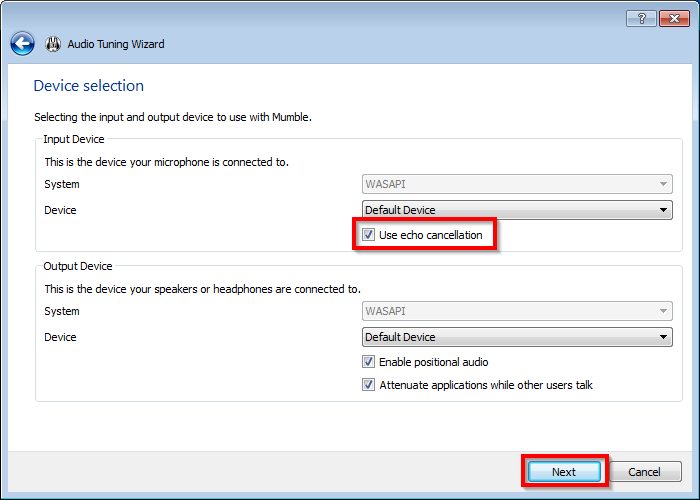 Audio Tuning Wizard
Device selection
Selecting the input and output device to use with Mumble.
Input Device
This is the device your microphone is connected to.
System WASAPI
Device Default Device
Use echo cancellation
Output Device
This is the device your speakers or headphones are connected to.
System WASAPI
Device Default Device
Enable positional audio
Attenuate applications while other users talk
Next Cancel